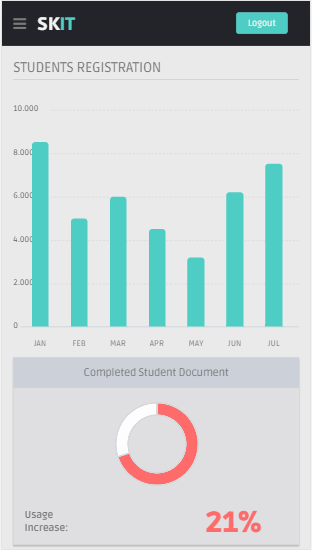 SKIT
Logout
STUDENTS REGISTRATION
10.000
8.000
6.000
4.000
2.000
0
JAN FEB MAR APR MAY JUN JUL
Completed Student Document
Usage
Increase:
21%